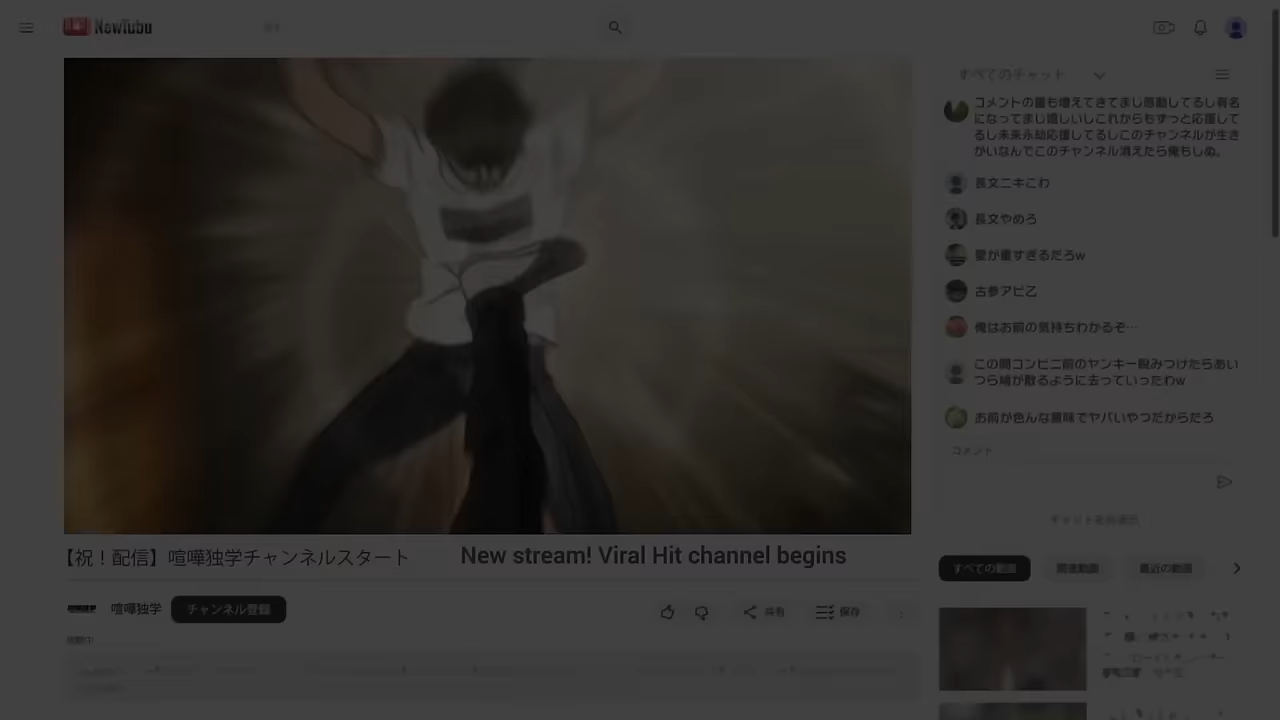 NewTube
すべてのチャット
コメントの量も増えてきてまし感動してるし有名
になってまし嬉しいしこれからもずっと応援して
るし未来永劫応援してるしこのチャンネルが生き
がいなんでこのチャンネル消えたら俺もしぬ。
長文ニキこわ
長文やめろ
愛が重すぎるだろw
古参アピ乙
俺はお前の気持ちわかるぞ…
この間コンビニ前のヤンキー睨みつけたらあい
つら蜘が散るように去っていったわw
お前が色んな意味でヤバいやつだからだろ
コメント
チャットを非表示
【祝！配信】喧嘩独学チャンネルスタート
New stream! Viral Hit channel begins
喧嘩独学
チャンネル登録
共有
保存
すべての動画
関連動画
最近の動画